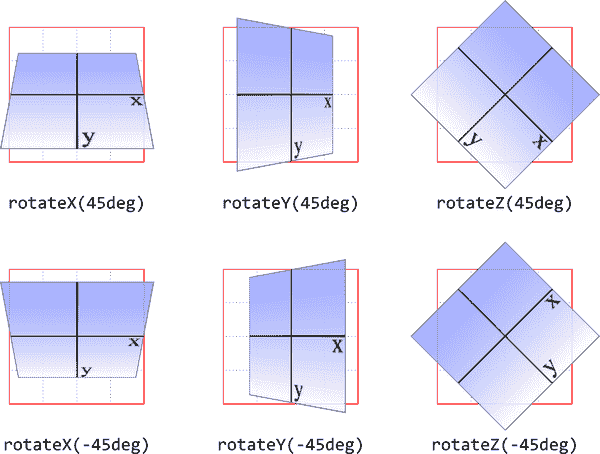 x
y
rotateX(45deg)
x
y
rotateY(45deg)
y
x
rotateZ(45deg)
x
y
rotateX(-45deg)
x
y
rotateY(-45deg)
x
y
rotateZ(-45deg)